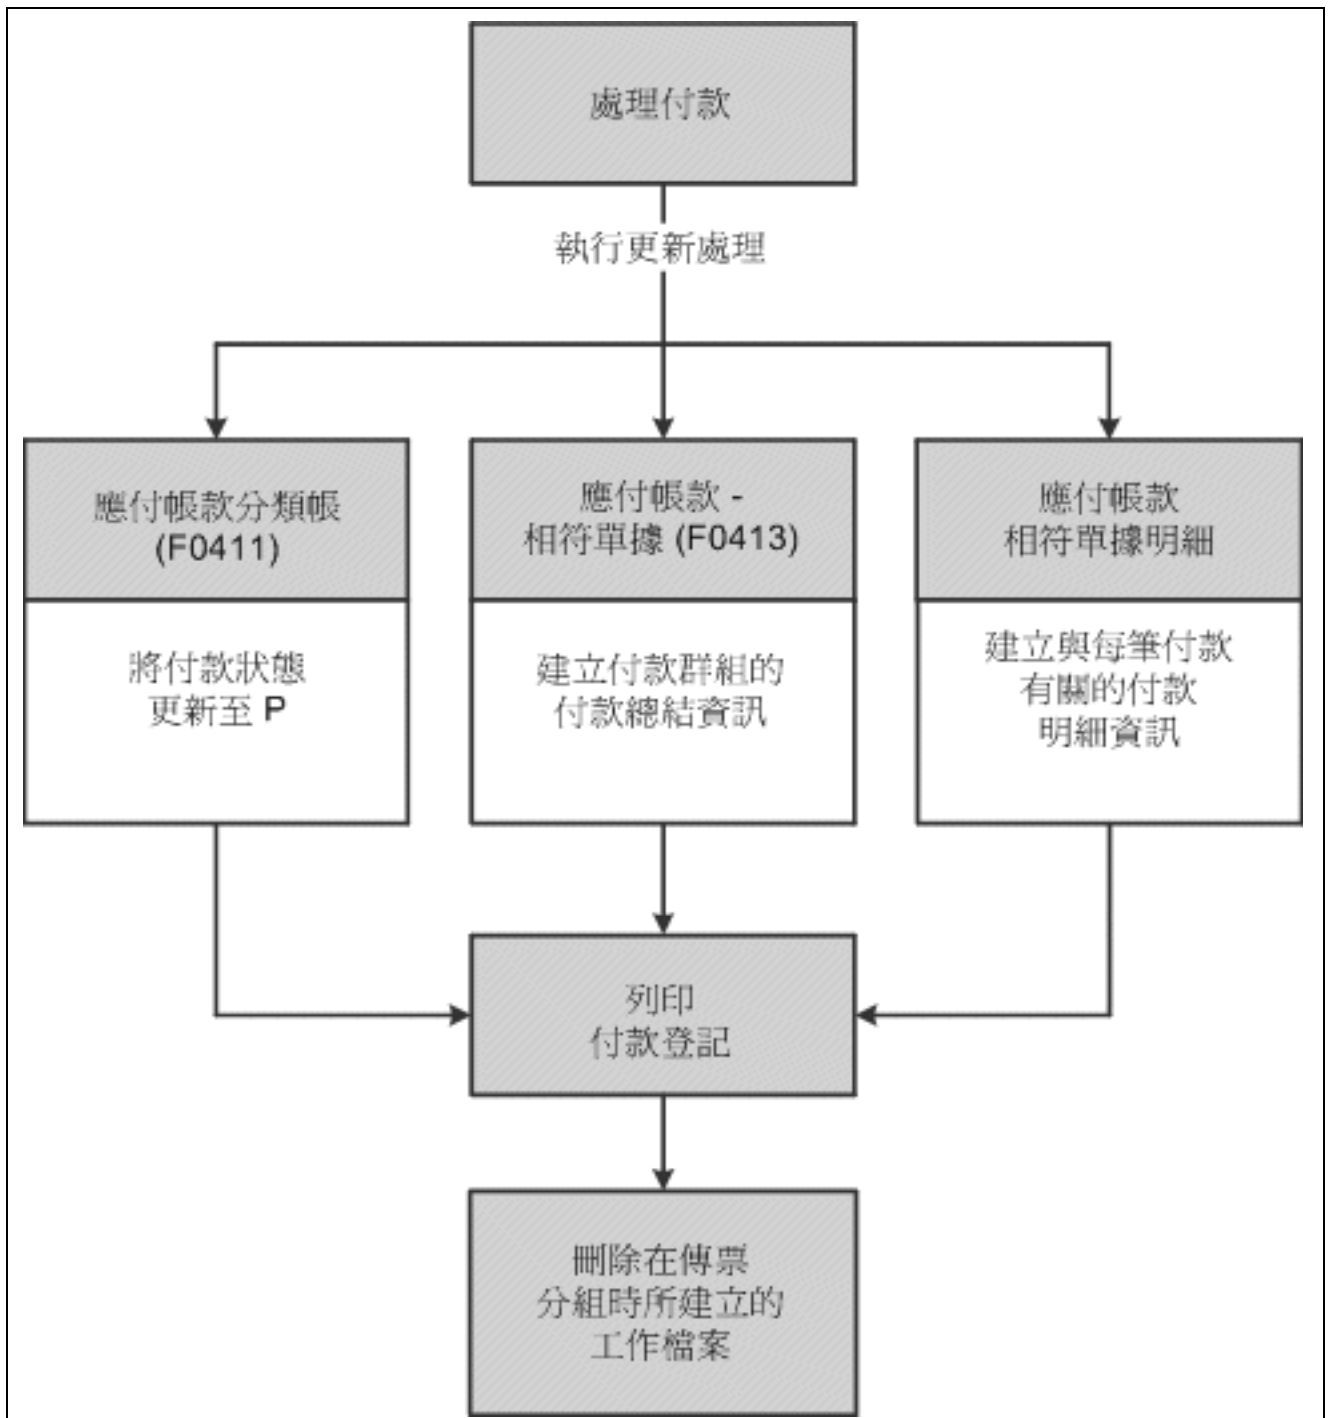 處理付款
執行更新處理
應付帳款分類帳
(F0411)
將付款狀態
更新至 P
應付帳款 -
相符單據 (F0413)
建立付款群組的
付款總結資訊
應付帳款
相符單據明細
建立與每筆付款
有關的付款
明細資訊
列印
付款登記
刪除在傳票
分組時所建立的
工作檔案